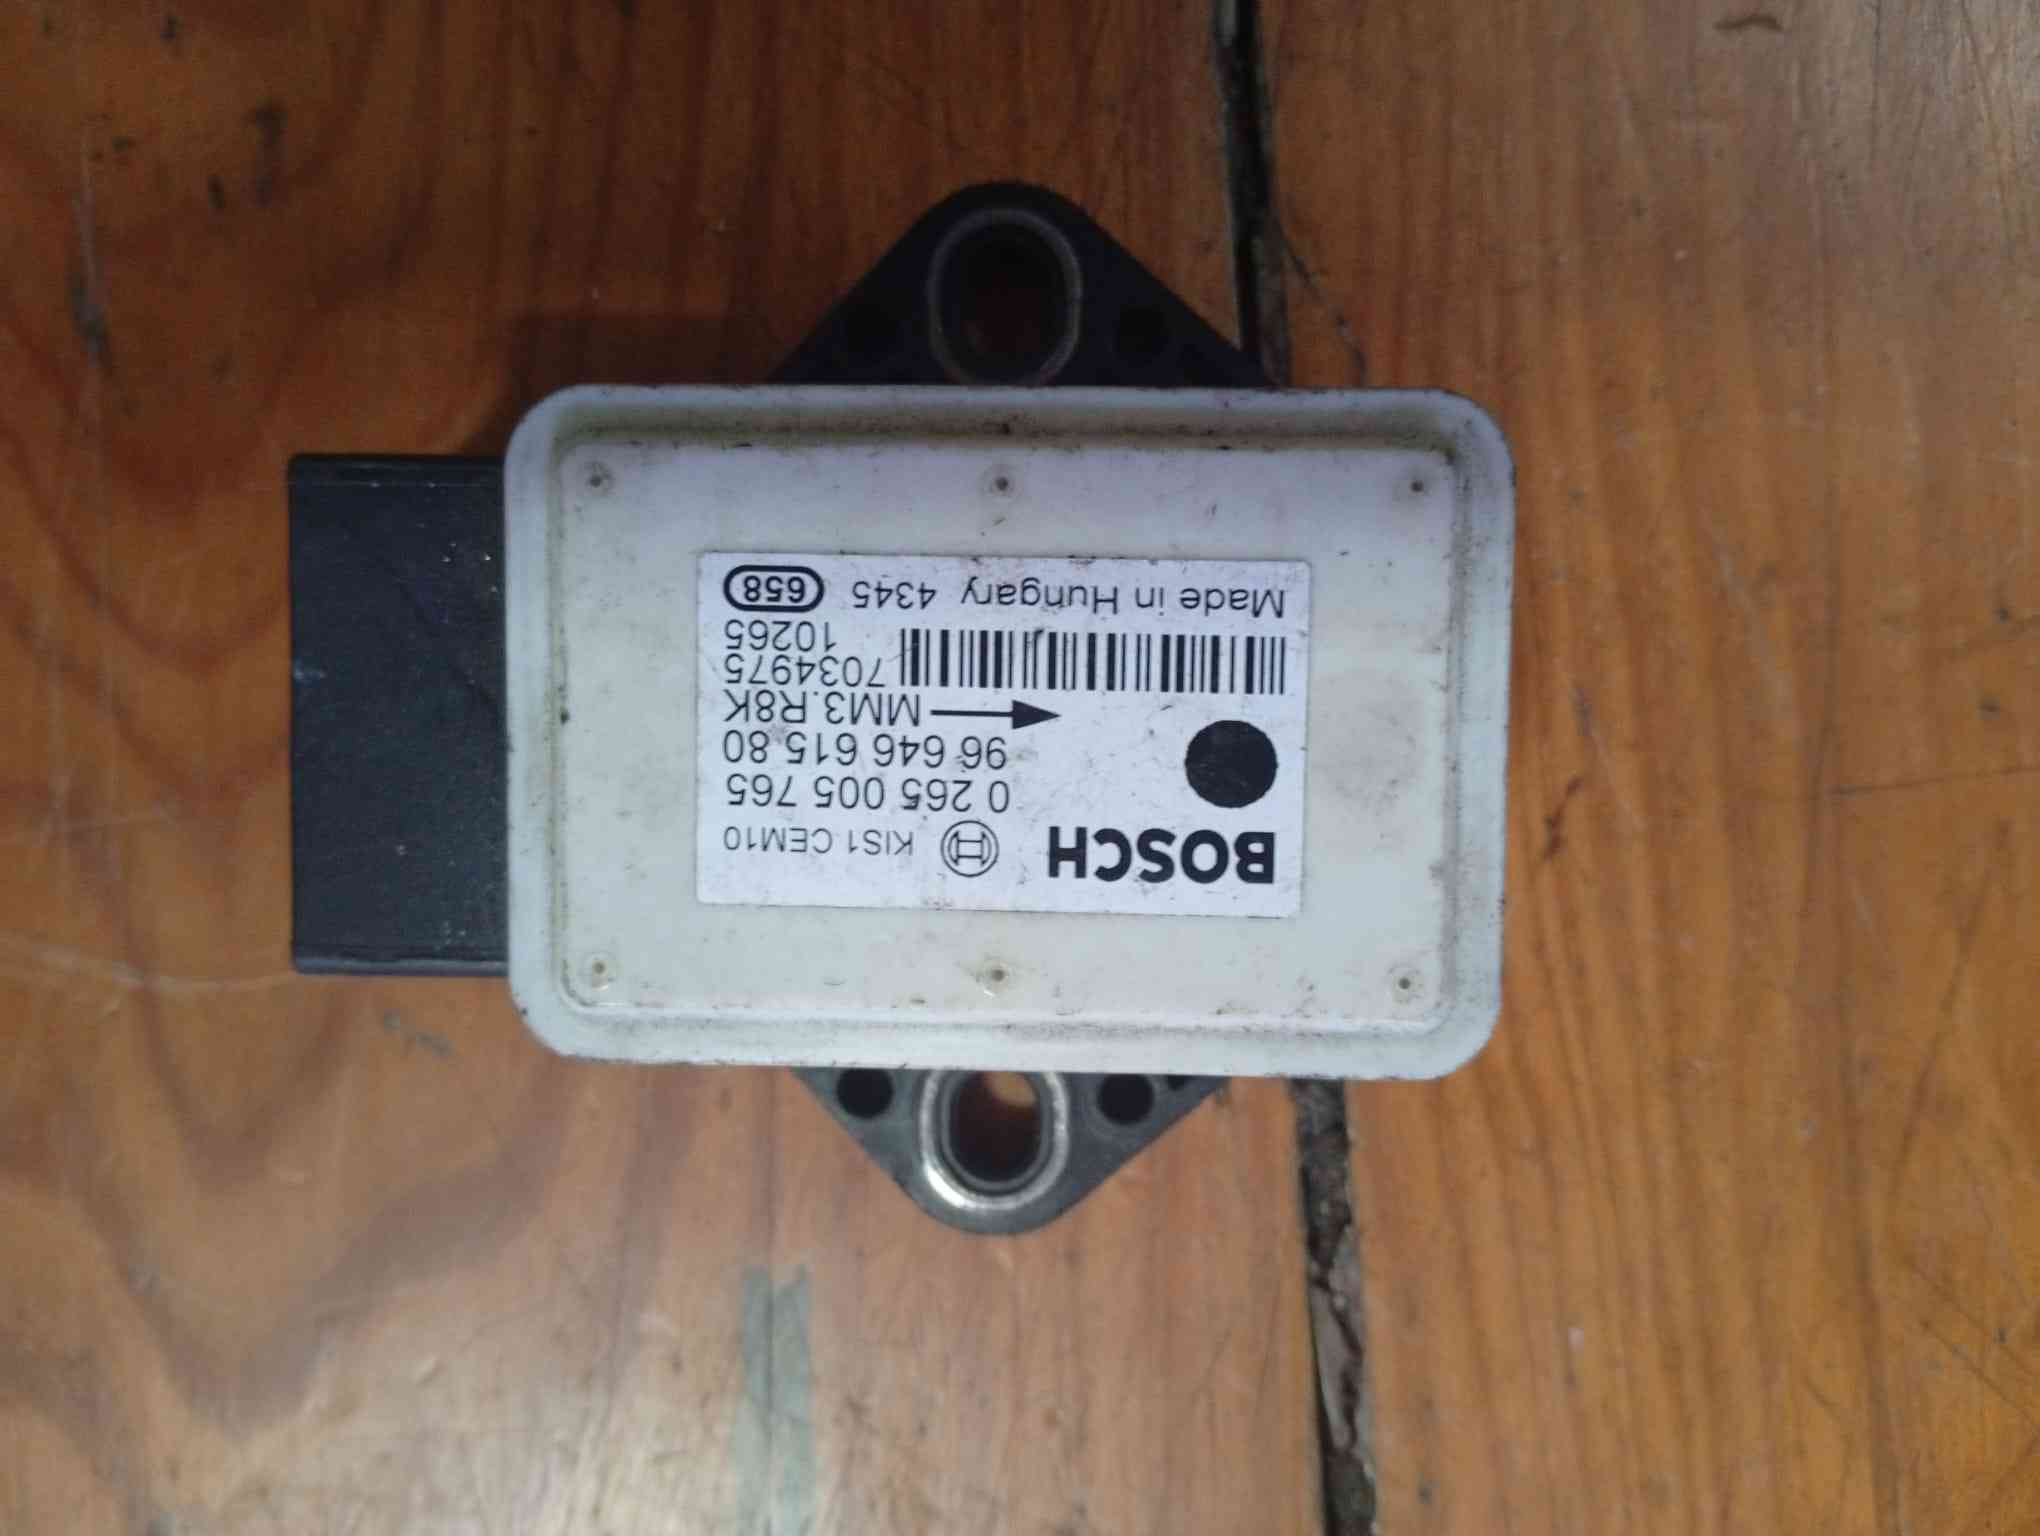 BOSCH KIS1 CEM10
0 265 005 765
96 646 615 80
MM3.R8K
7034975
10265
Made in Hungary 4345 658